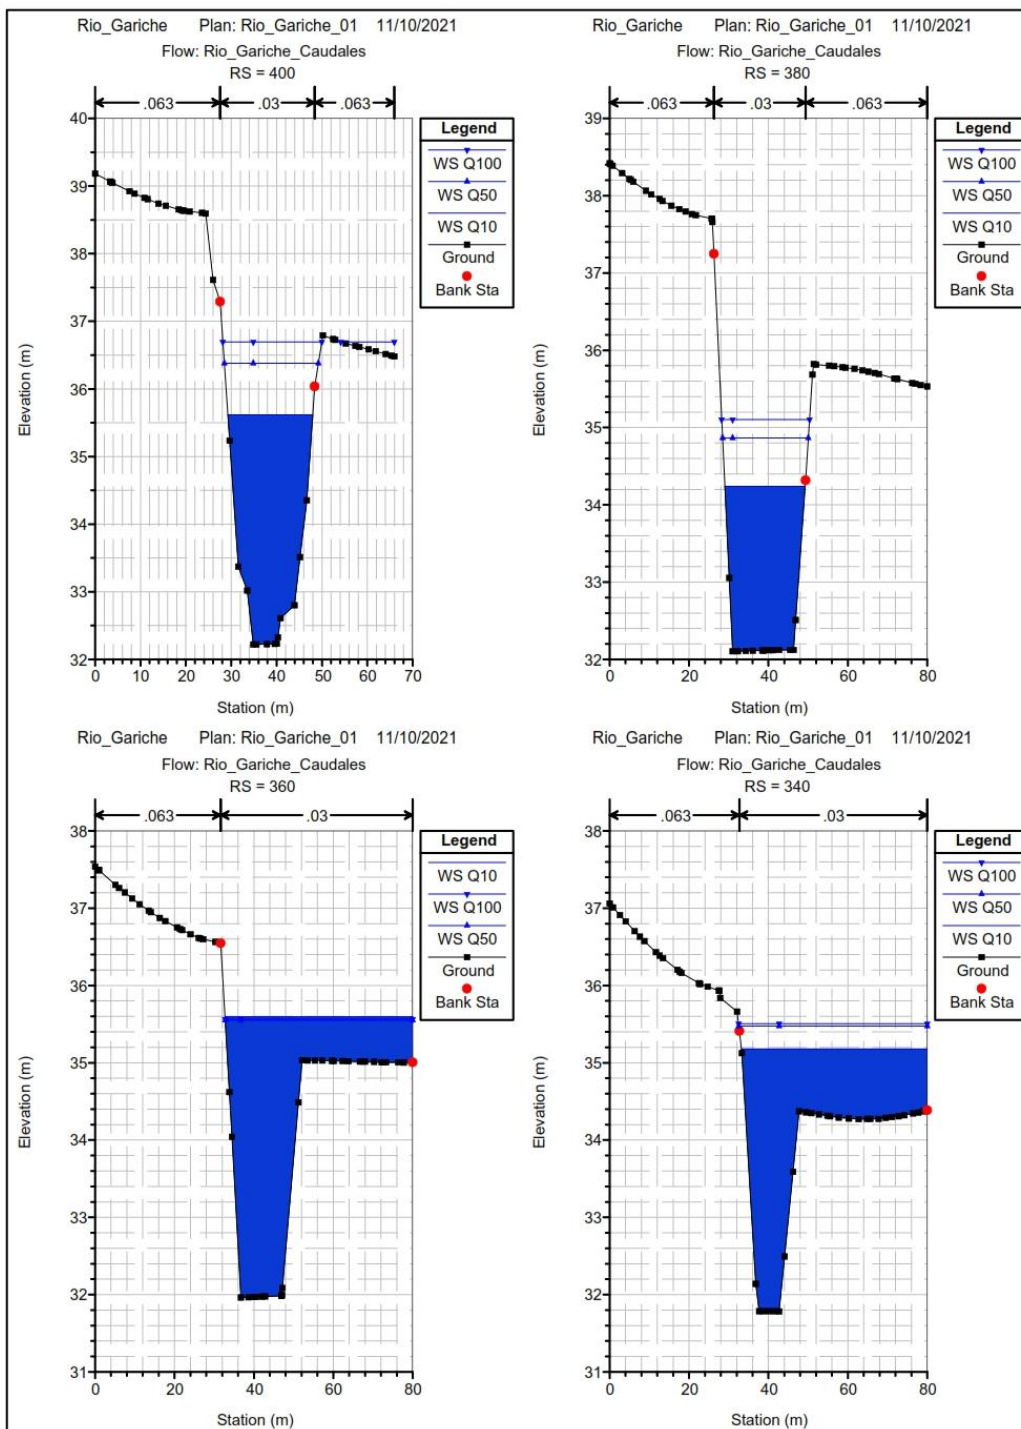 Rio_Gariche Plan: Rio_Gariche_01 11/10/2021
Flow: Rio_Gariche_Caudales
RS = 400
.063 .03 .063
Legend
WS Q100
WS Q50
WS Q10
Ground
Bank Sta
Elevation (m)
40
39
38
37
36
35
34
33
32
0 10 20 30 40 50 60 70
Station (m)
Rio_Gariche Plan: Rio_Gariche_01 11/10/2021
Flow: Rio_Gariche_Caudales
RS = 380
.063 .03 .063
Legend
WS Q100
WS Q50
WS Q10
Ground
Bank Sta
Elevation (m)
39
38
37
36
35
34
33
32
0 20 40 60 80
Station (m)
Rio_Gariche Plan: Rio_Gariche_01 11/10/2021
Flow: Rio_Gariche_Caudales
RS = 360
.063 .03
Legend
WS Q10
WS Q100
WS Q50
Ground
Bank Sta
Elevation (m)
38
37
36
35
34
33
32
31
0 20 40 60 80
Station (m)
Rio_Gariche Plan: Rio_Gariche_01 11/10/2021
Flow: Rio_Gariche_Caudales
RS = 340
.063 .03
Legend
WS Q100
WS Q50
WS Q10
Ground
Bank Sta
Elevation (m)
38
37
36
35
34
33
32
31
0 20 40 60 80
Station (m)